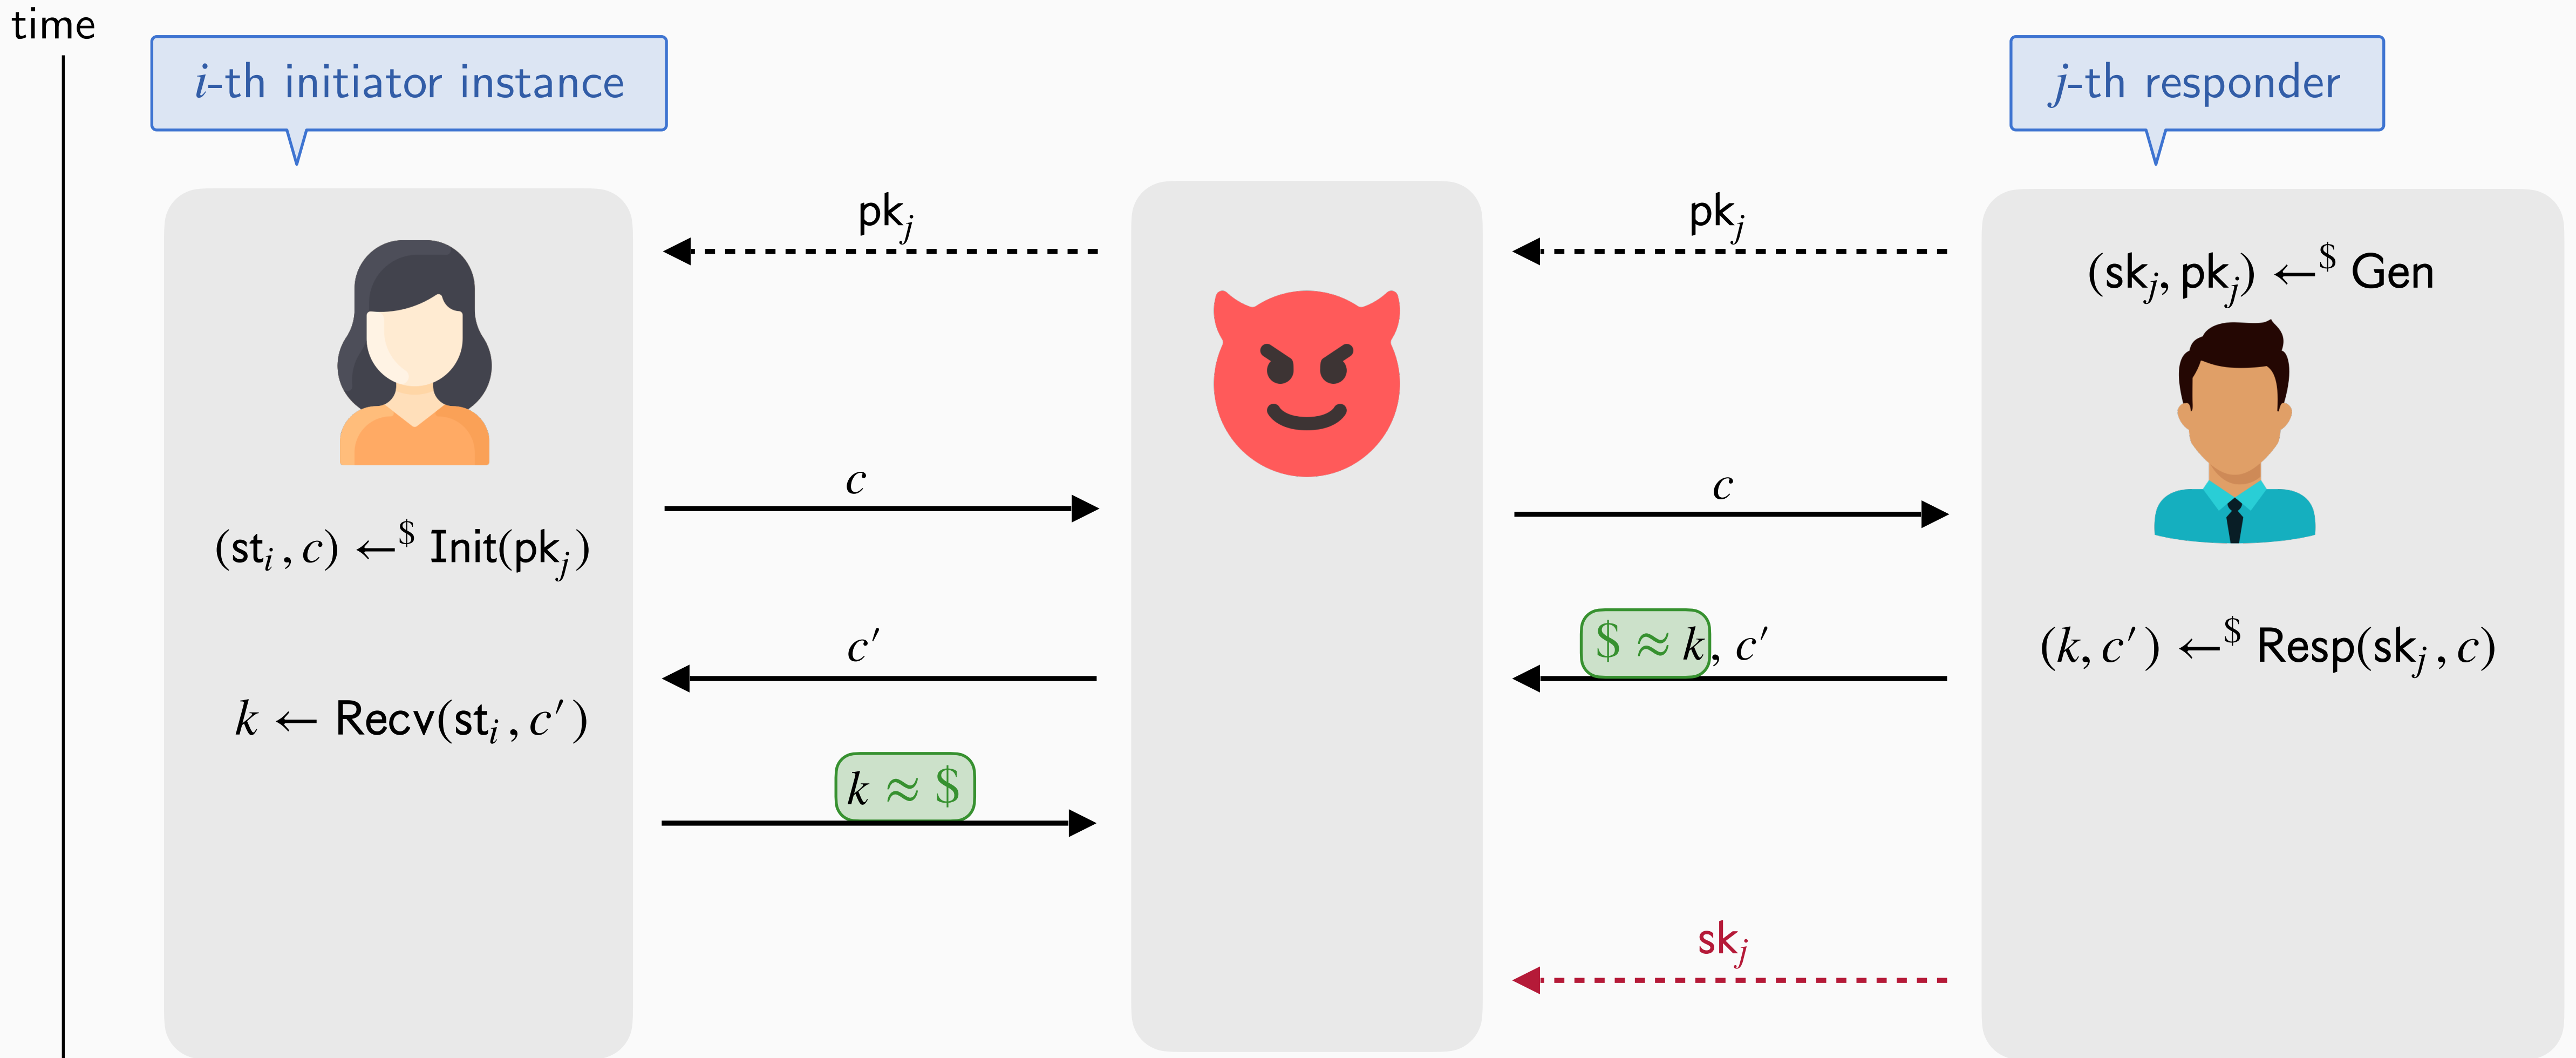 time
i-th initiator instance
j-th responder
pk_j
pk_j
(sk_j, pk_j) ←^$ Gen
c
c
(st_i, c) ←^$ Init(pk_j)
c′
$ ≈ k, c′
(k, c′) ←^$ Resp(sk_j, c)
k ← Recv(st_i, c′)
k ≈ $
sk_j